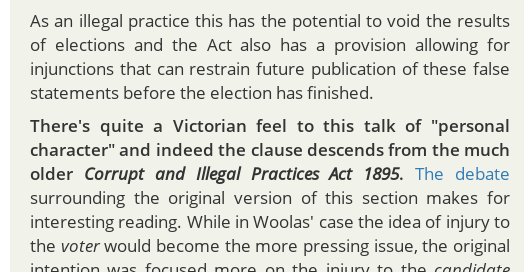 As an illegal practice this has the potential to void the results
of elections and the Act also has a provision allowing for
injunctions that can restrain future publication of these false
statements before the election has finished.
There's quite a Victorian feel to this talk of "personal
character" and indeed the clause descends from the much
older Corrupt and Illegal Practices Act 1895. The debate
surrounding the original version of this section makes for
interesting reading. While in Woolas' case the idea of injury to
the voter would become the more pressing issue, the original
intention was focused more on the injury to the candidate